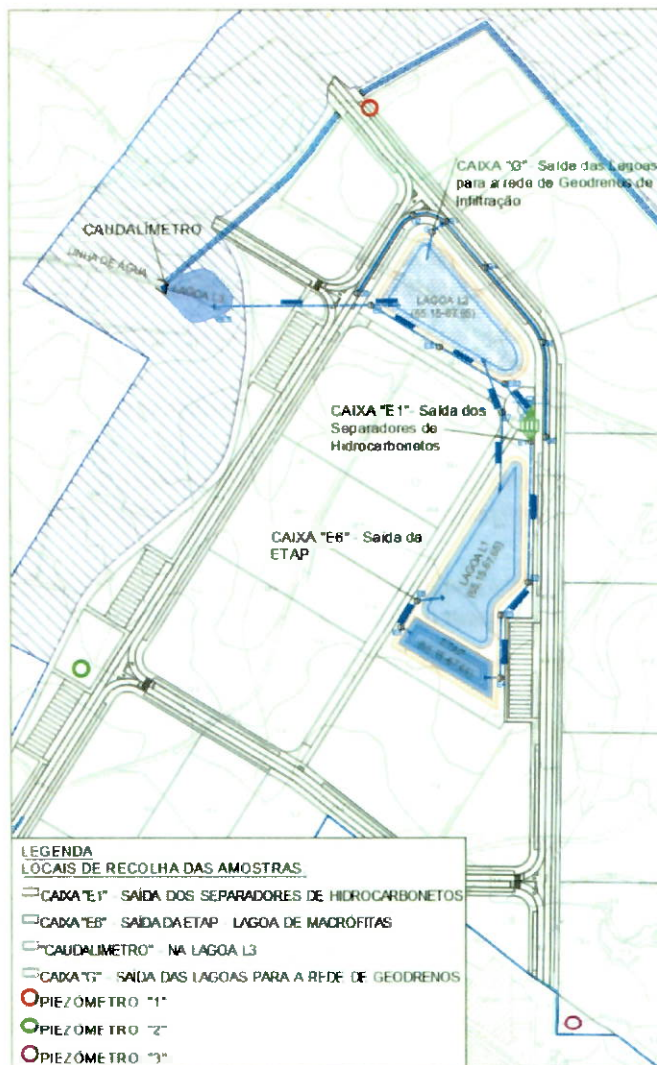 CAIXA "G" - Saída das Lagoas
para a rede de Geodrenos de
Infiltração
CAUDALÍMETRO
LINHA DE ÁGUA
LAGOA L3
LAGOA L2
CAIXA "E1" - Saída dos
Separadores de
Hidrocarbonetos
CAIXA "E6" - Saída da
ETAP
LAGOA L1
ETAP
LEGENDA
LOCAIS DE RECOLHA DAS AMOSTRAS
CAIXA "E1" - SAÍDA DOS SEPARADORES DE HIDROCARBONETOS
CAIXA "E6" - SAÍDA DA ETAP - LAGOA DE MACRÓFITAS
"CAUDALIMETRO" - NA LAGOA L3
CAIXA "G" - SAÍDA DAS LAGOAS PARA A REDE DE GEODRENOS
PIEZÓMETRO "1"
PIEZÓMETRO "2"
PIEZÓMETRO "3"